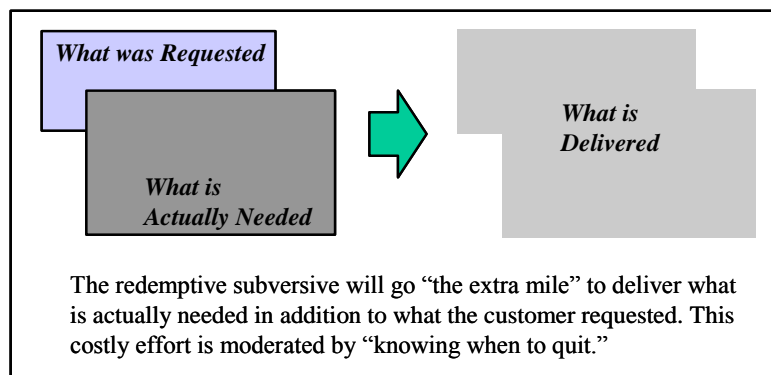 What was Requested
What is
Actually Needed
What is
Delivered
The redemptive subversive will go “the extra mile” to deliver what
is actually needed in addition to what the customer requested. This
costly effort is moderated by “knowing when to quit.”